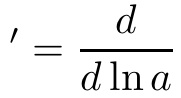 ′ = d / d ln a